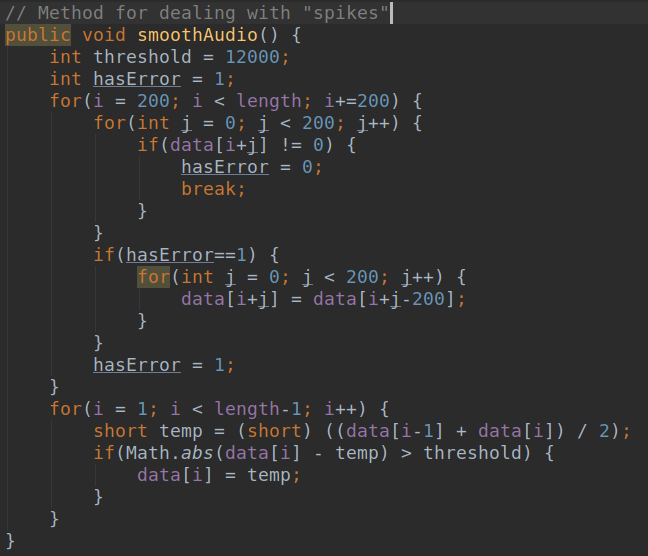 // Method for dealing with "spikes"
public void smoothAudio() {
    int threshold = 12000;
    int hasError = 1;
    for(i = 200; i < length; i+=200) {
        for(int j = 0; j < 200; j++) {
            if(data[i+j] != 0) {
                hasError = 0;
                break;
            }
        }
        if(hasError==1) {
            for(int j = 0; j < 200; j++) {
                data[i+j] = data[i+j-200];
            }
        }
        hasError = 1;
    }
    for(i = 1; i < length-1; i++) {
        short temp = (short) ((data[i-1] + data[i]) / 2);
        if(Math.abs(data[i] - temp) > threshold) {
            data[i] = temp;
        }
    }
}